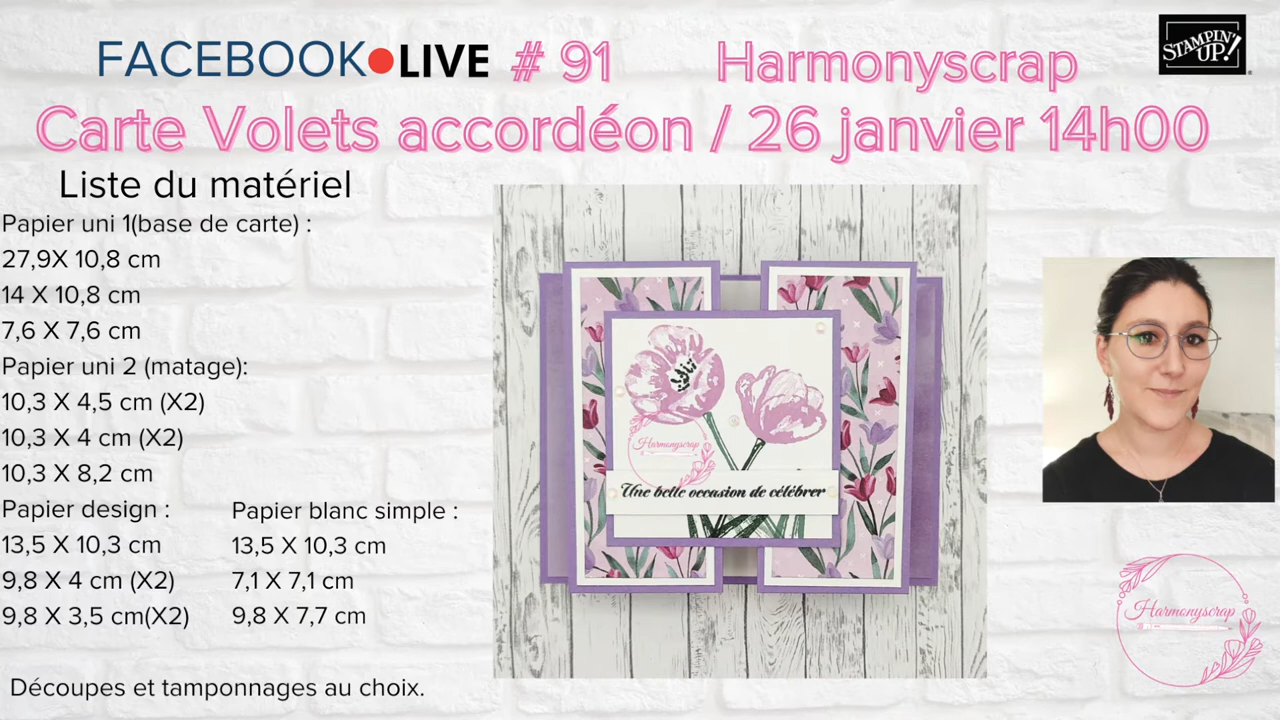 FACEBOOK LIVE # 91 Harmonyscrap
STAMPIN' UP!®
Carte Volets accordéon / 26 janvier 14h00
Liste du matériel
Papier uni 1(base de carte) :
27,9X 10,8 cm
14 X 10,8 cm
7,6 X 7,6 cm
Papier uni 2 (matage):
10,3 X 4,5 cm (X2)
10,3 X 4 cm (X2)
10,3 X 8,2 cm
Papier design :
13,5 X 10,3 cm
9,8 X 4 cm (X2)
9,8 X 3,5 cm(X2)
Papier blanc simple :
13,5 X 10,3 cm
7,1 X 7,1 cm
9,8 X 7,7 cm
Découpes et tamponnages au choix.
Harmonyscrap
Une belle occasion de célébrer
Harmonyscrap